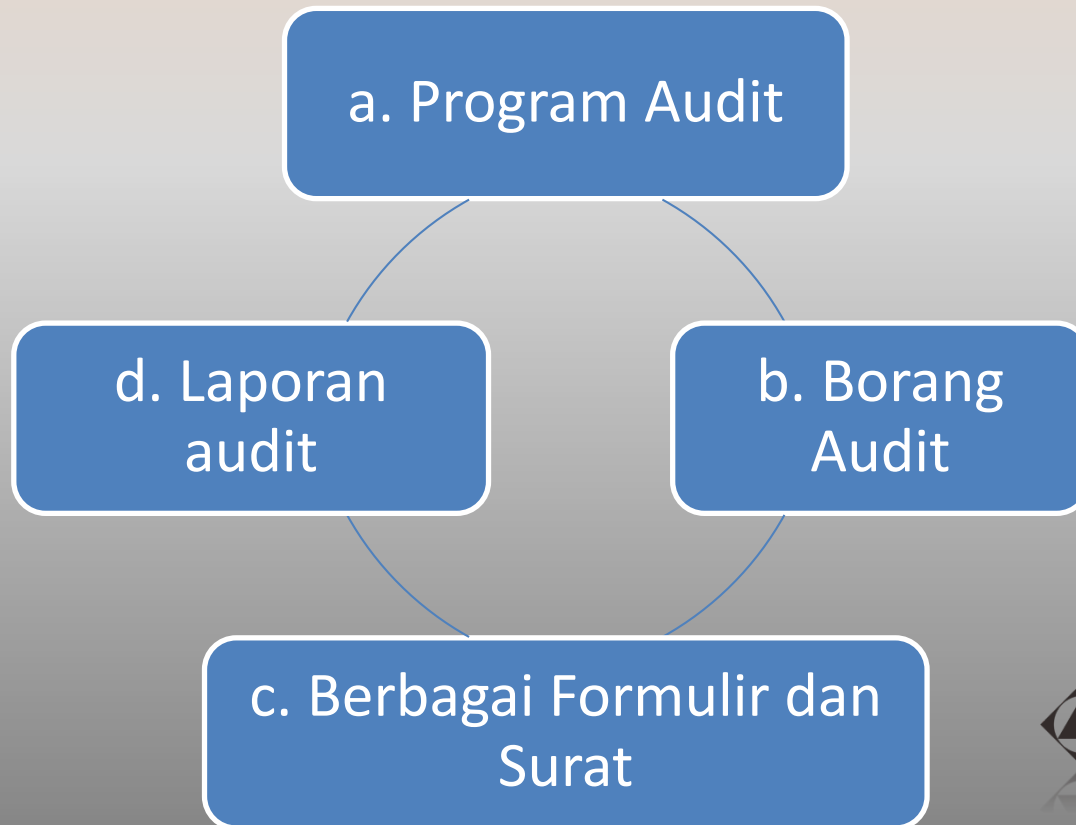 a. Program Audit
b. Borang
Audit
c. Berbagai Formulir dan
Surat
d. Laporan
audit